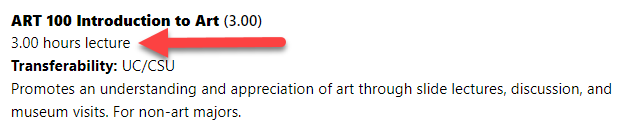 ART 100 Introduction to Art (3.00)
3.00 hours lecture
Transferability: UC/CSU
Promotes an understanding and appreciation of art through slide lectures, discussion, and
museum visits. For non-art majors.